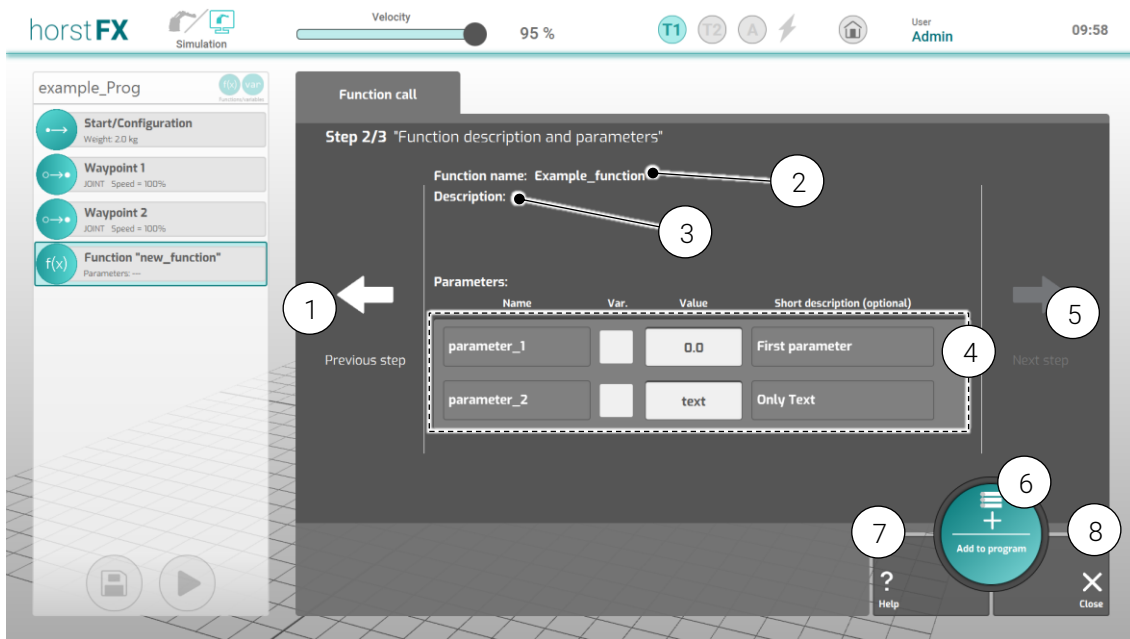 horstFX
Simulation
Velocity
95 %
T1
T2
A
User
Admin
09:58
example_Prog
f(x)
var
Functions/variables
Start/Configuration
Weight: 2.0 kg
Waypoint 1
JOINT Speed = 100%
Waypoint 2
JOINT Speed = 100%
f(x)
Function "new_function"
Parameters: ---
Function call
Step 2/3 "Function description and parameters"
Function name: Example_function
2
Description:
3
1
Previous step
Parameters:
Name Var. Value Short description (optional)
parameter_1 0.0 First parameter
parameter_2 text Only Text
4
5
Next step
6
Add to program
7
? 
Help
8
Close